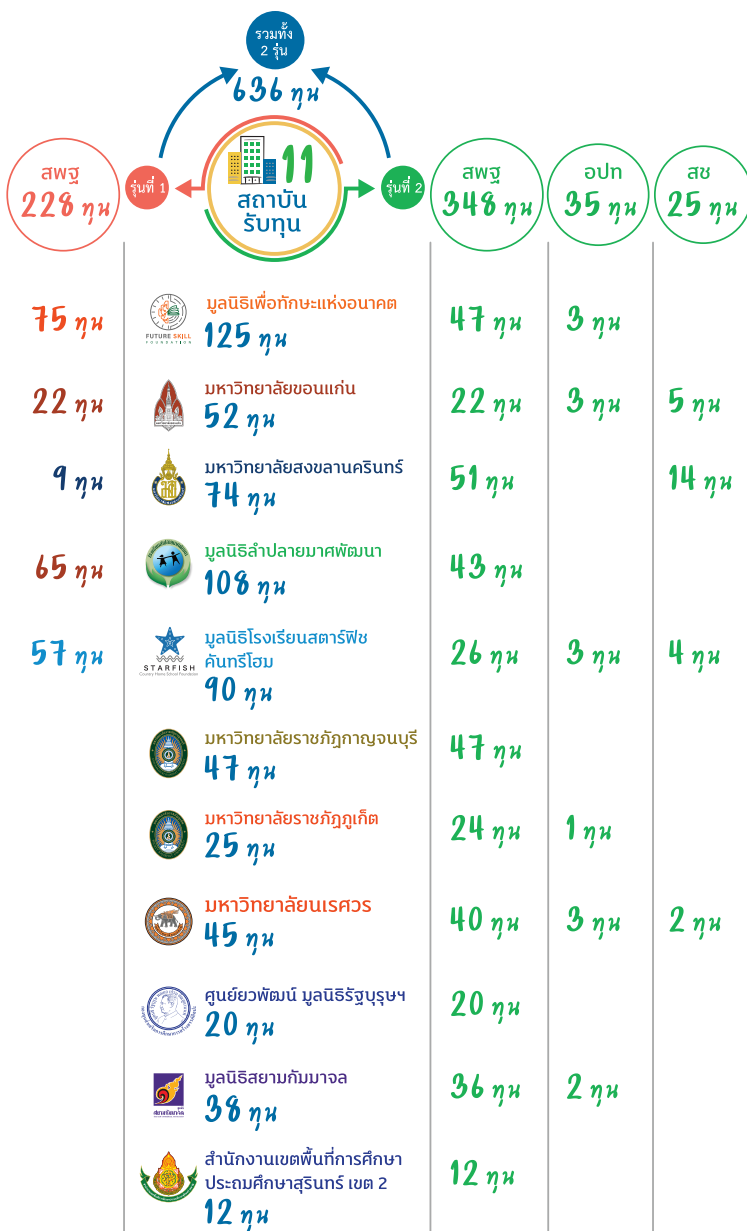 รวมทั้ง
2 รุ่น
636 ทุน
สพฐ
228 ทุน
รุ่นที่ 1
11
สถาบัน
รับทุน
รุ่นที่ 2
สพฐ
348 ทุน
อปท
35 ทุน
สช
25 ทุน
75 ทุน
FUTURE SKILL
FOUNDATION
มูลนิธิเพื่อทักษะแห่งอนาคต
125 ทุน
47 ทุน
3 ทุน
22 ทุน
มหาวิทยาลัยขอนแก่น
52 ทุน
22 ทุน
3 ทุน
5 ทุน
9 ทุน
มหาวิทยาลัยสงขลานครินทร์
74 ทุน
51 ทุน
14 ทุน
65 ทุน
มูลนิธิลำปลายมาศพัฒนา
108 ทุน
43 ทุน
57 ทุน
STARFISH
Country Home School Foundation
มูลนิธิโรงเรียนสตาร์ฟิช
คันทรีโฮม
90 ทุน
26 ทุน
3 ทุน
4 ทุน
มหาวิทยาลัยราชภัฏกาญจนบุรี
47 ทุน
47 ทุน
มหาวิทยาลัยราชภัฏภูเก็ต
25 ทุน
24 ทุน
1 ทุน
มหาวิทยาลัยนเรศวร
45 ทุน
40 ทุน
3 ทุน
2 ทุน
ศูนย์ยุวพัฒน์ มูลนิธิรัฐบุรุษฯ
20 ทุน
20 ทุน
มูลนิธิสยามกัมมาจล
38 ทุน
36 ทุน
2 ทุน
สำนักงานเขตพื้นที่การศึกษา
ประถมศึกษาสุรินทร์ เขต 2
12 ทุน
12 ทุน